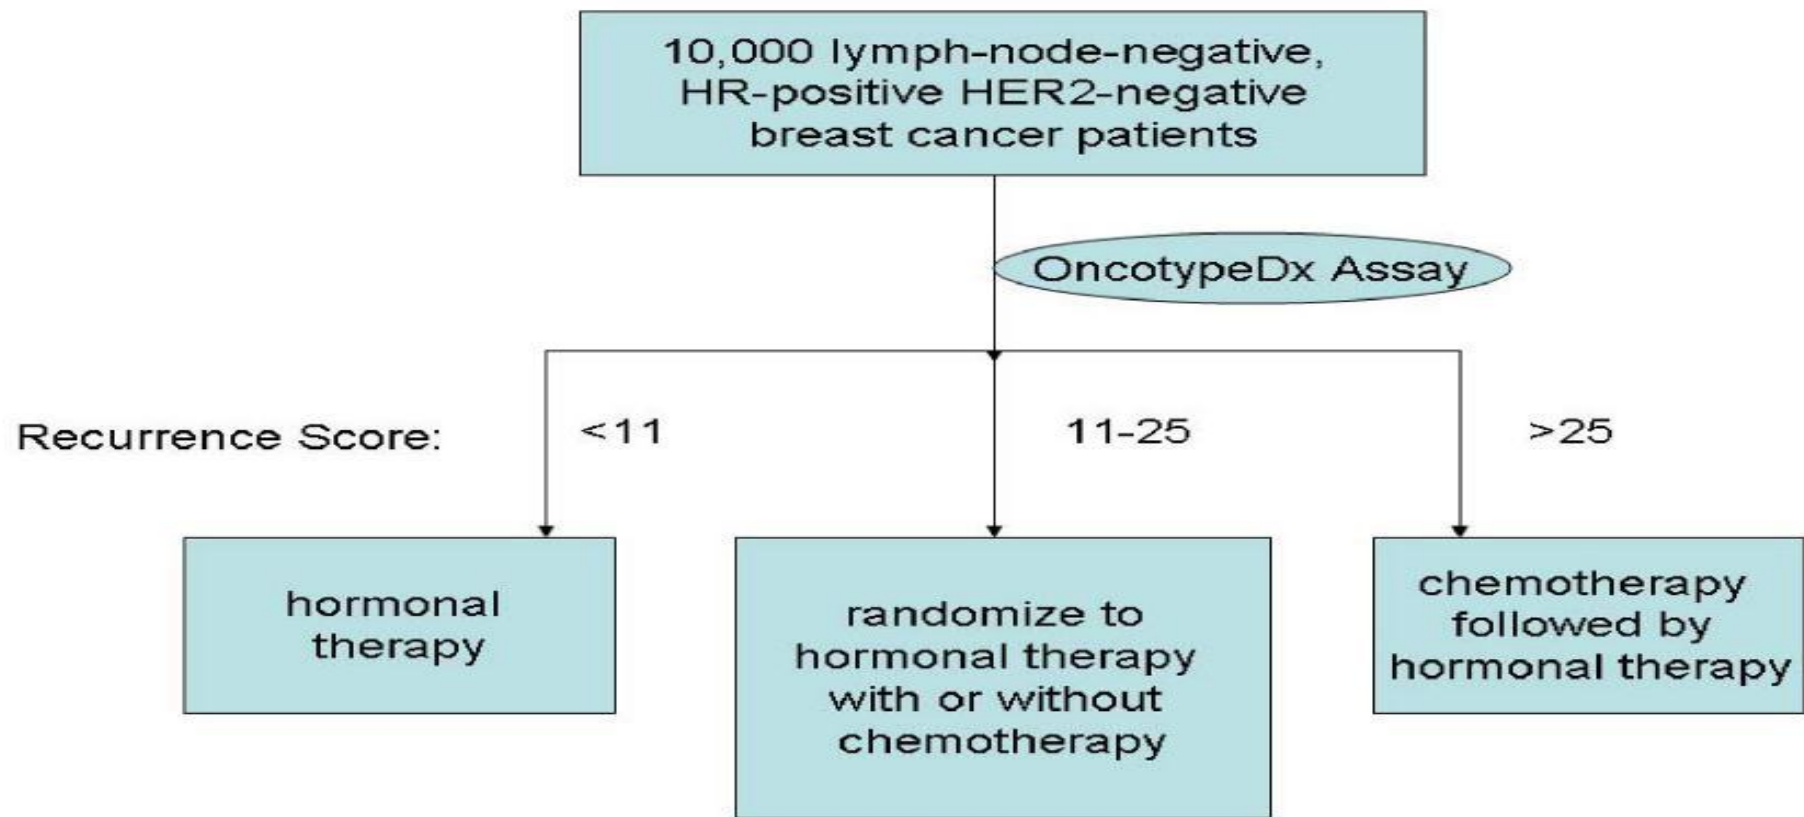 10,000 lymph-node-negative,
HR-positive HER2-negative
breast cancer patients
OncotypeDx Assay
Recurrence Score:
<11
11-25
>25
hormonal
therapy
randomize to
hormonal therapy
with or without
chemotherapy
chemotherapy
followed by
hormonal therapy